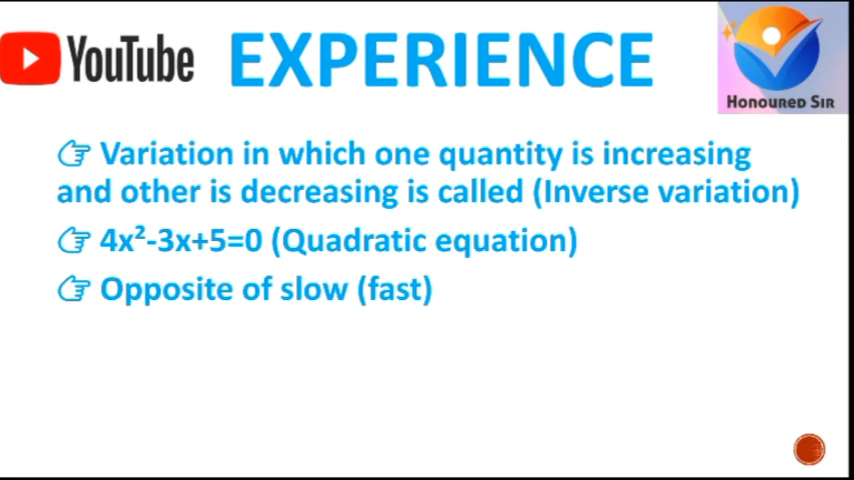 YouTube EXPERIENCE
HONOURED SIR
☞ Variation in which one quantity is increasing
and other is decreasing is called (Inverse variation)
☞ 4x²-3x+5=0 (Quadratic equation)
☞ Opposite of slow (fast)